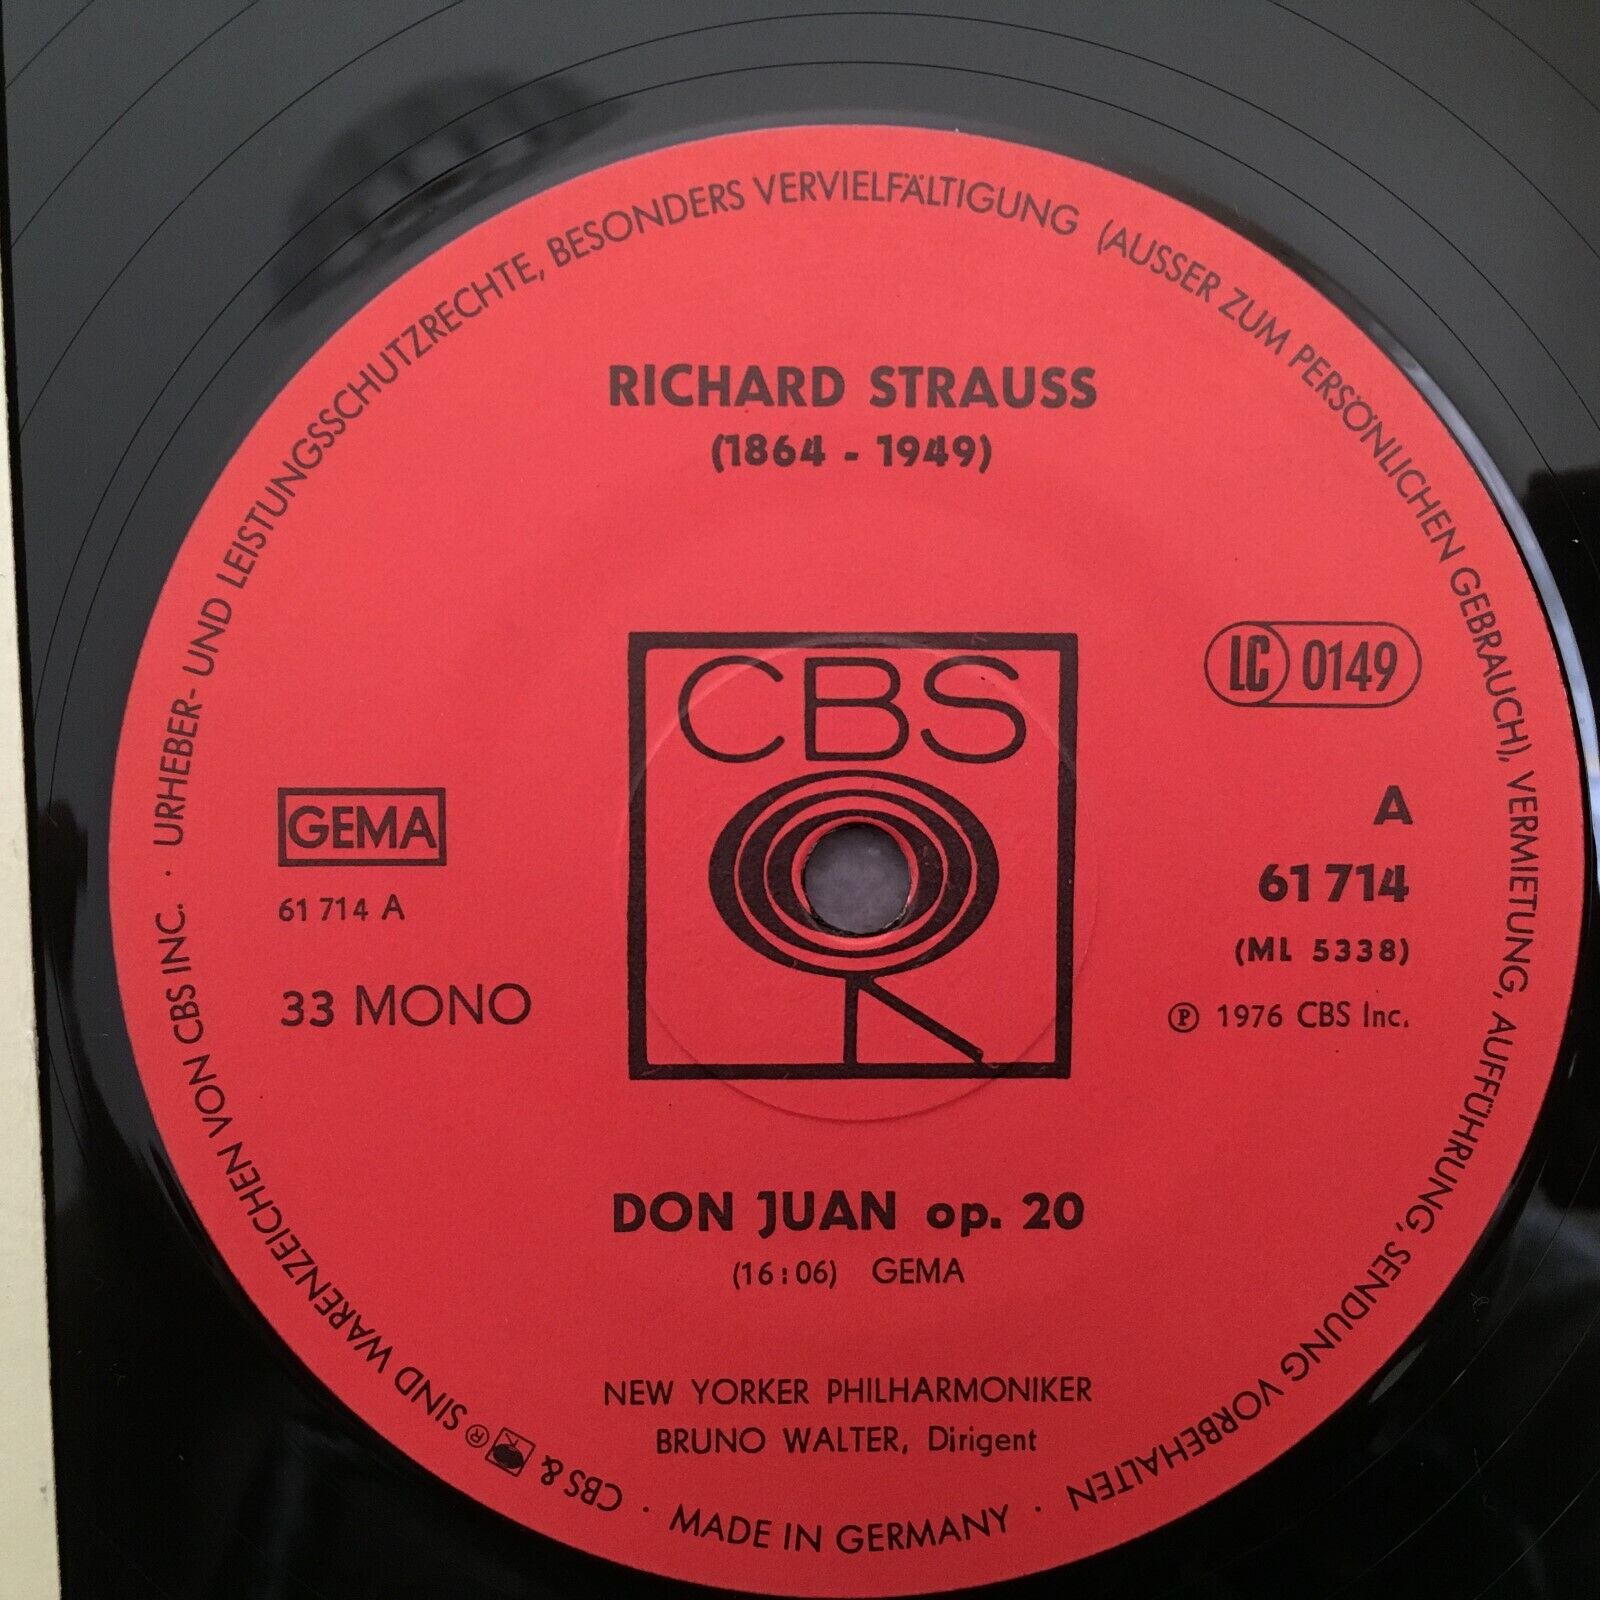 URHEBER- UND LEISTUNGSSCHUTZRECHTE, BESONDERS VERVIELFÄLTIGUNG (AUSSER ZUM PERSÖNLICHEN GEBRAUCH), VERMIETUNG, AUFFÜHRUNG, SENDUNG VORBEHALTEN ·
RICHARD STRAUSS
(1864 - 1949)
CBS
LC 0149
GEMA
61 714 A
33 MONO
A
61 714
(ML 5338)
℗ 1976 CBS Inc.
DON JUAN op. 20
(16:06) GEMA
NEW YORKER PHILHARMONIKER
BRUNO WALTER, Dirigent
MADE IN GERMANY ·
CBS & ® SIND WARENZEICHEN VON CBS INC. ·